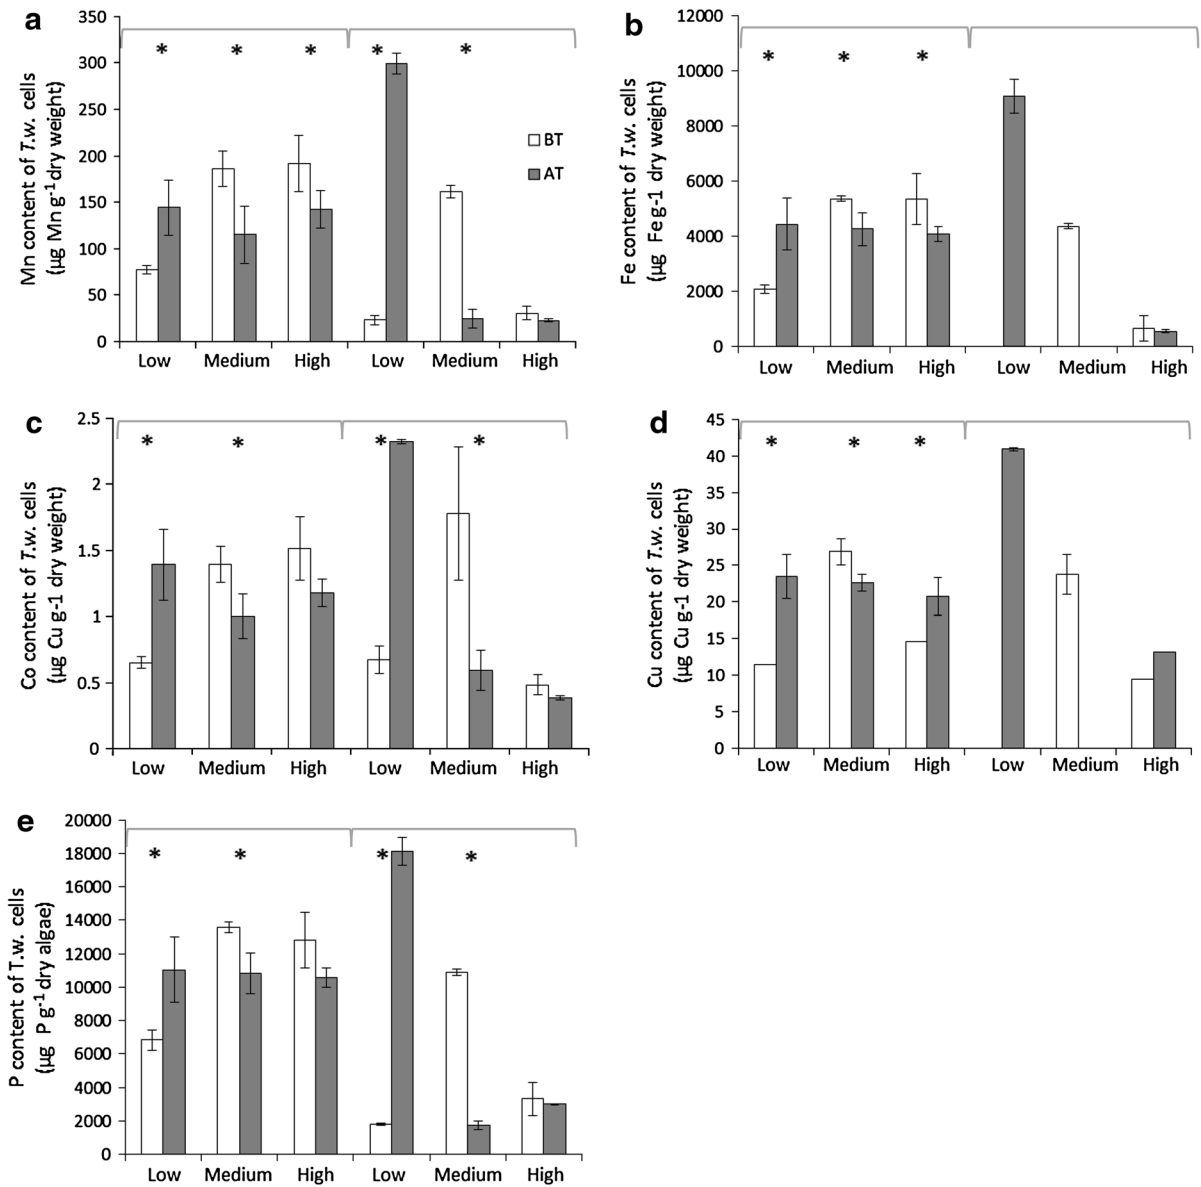 a
Mn content of T.w. cells
(µg Mn g-1 dry weight)
350
300
250
200
150
100
50
0
* * * * *
BT
AT
Low Medium High Low Medium High
b
Fe content of T.w. cells
(µg Fe g-1 dry weight)
12000
10000
8000
6000
4000
2000
0
* * *
Low Medium High Low Medium High
c
Co content of T.w. cells
(µg Cu g-1 dry weight)
2.5
2
1.5
1
0.5
0
* * * *
Low Medium High Low Medium High
d
Cu content of T.w. cells
(µg Cu g-1 dry weight)
45
40
35
30
25
20
15
10
5
0
* * *
Low Medium High Low Medium High
e
P content of T.w. cells
(µg P g-1 dry algae)
20000
18000
16000
14000
12000
10000
8000
6000
4000
2000
0
* * * *
Low Medium High Low Medium High